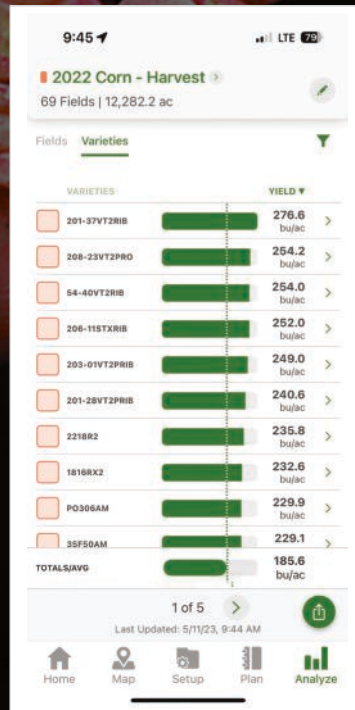 9:45 LTE 79
2022 Corn - Harvest
69 Fields | 12,282.2 ac
Fields Varieties
VARIETIES YIELD ▼
201-37VT2RIB 276.6 bu/ac
208-23VT2PRO 254.2 bu/ac
54-40VT2RIB 254.0 bu/ac
206-11STXRIB 252.0 bu/ac
203-01VT2PRIB 249.0 bu/ac
201-28VT2PRIB 240.6 bu/ac
2218R2 235.8 bu/ac
1816RX2 232.6 bu/ac
PO306AM 229.9 bu/ac
35F50AM 229.1
TOTALS/AVG 185.6 bu/ac
1 of 5
Last Updated: 5/11/23, 9:44 AM
Home Map Setup Plan Analyze